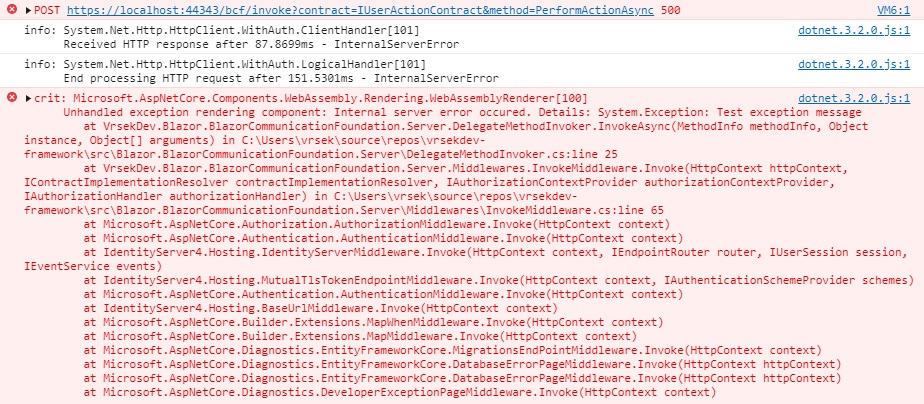 POST https://localhost:44343/bcf/invoke?contract=IUserActionContract&method=PerformActionAsync 500 VM6:1
info: System.Net.Http.HttpClient.WithAuth.ClientHandler[101] dotnet.3.2.0.js:1
Received HTTP response after 87.8699ms - InternalServerError
info: System.Net.Http.HttpClient.WithAuth.LogicalHandler[101] dotnet.3.2.0.js:1
End processing HTTP request after 151.5301ms - InternalServerError
crit: Microsoft.AspNetCore.Components.WebAssembly.Rendering.WebAssemblyRenderer[100] dotnet.3.2.0.js:1
Unhandled exception rendering component: Internal server error occured. Details: System.Exception: Test exception message
at VrsekDev.Blazor.BlazorCommunicationFoundation.Server.DelegateMethodInvoker.InvokeAsync(MethodInfo methodInfo, Object
instance, Object[] arguments) in C:\Users\vrsek\source\repos\vrsekdev-
framework\src\Blazor.BlazorCommunicationFoundation.Server\DelegateMethodInvoker.cs:line 25
at VrsekDev.Blazor.BlazorCommunicationFoundation.Server.Middlewares.InvokeMiddleware.Invoke(HttpContext httpContext,
IContractImplementationResolver contractImplementationResolver, IAuthorizationContextProvider authorizationContextProvider,
IAuthorizationHandler authorizationHandler) in C:\Users\vrsek\source\repos\vrsekdev-
framework\src\Blazor.BlazorCommunicationFoundation.Server\Middlewares\InvokeMiddleware.cs:line 65
at Microsoft.AspNetCore.Authorization.AuthorizationMiddleware.Invoke(HttpContext context)
at Microsoft.AspNetCore.Authentication.AuthenticationMiddleware.Invoke(HttpContext context)
at IdentityServer4.Hosting.IdentityServerMiddleware.Invoke(HttpContext context, IEndpointRouter router, IUserSession session,
IEventService events)
at IdentityServer4.Hosting.MutualTlsTokenEndpointMiddleware.Invoke(HttpContext context, IAuthenticationSchemeProvider schemes)
at Microsoft.AspNetCore.Authentication.AuthenticationMiddleware.Invoke(HttpContext context)
at IdentityServer4.Hosting.BaseUrlMiddleware.Invoke(HttpContext context)
at Microsoft.AspNetCore.Builder.Extensions.MapWhenMiddleware.Invoke(HttpContext context)
at Microsoft.AspNetCore.Builder.Extensions.MapMiddleware.Invoke(HttpContext context)
at Microsoft.AspNetCore.Diagnostics.EntityFrameworkCore.MigrationsEndPointMiddleware.Invoke(HttpContext context)
at Microsoft.AspNetCore.Diagnostics.EntityFrameworkCore.DatabaseErrorPageMiddleware.Invoke(HttpContext httpContext)
at Microsoft.AspNetCore.Diagnostics.EntityFrameworkCore.DatabaseErrorPageMiddleware.Invoke(HttpContext httpContext)
at Microsoft.AspNetCore.Diagnostics.DeveloperExceptionPageMiddleware.Invoke(HttpContext context)